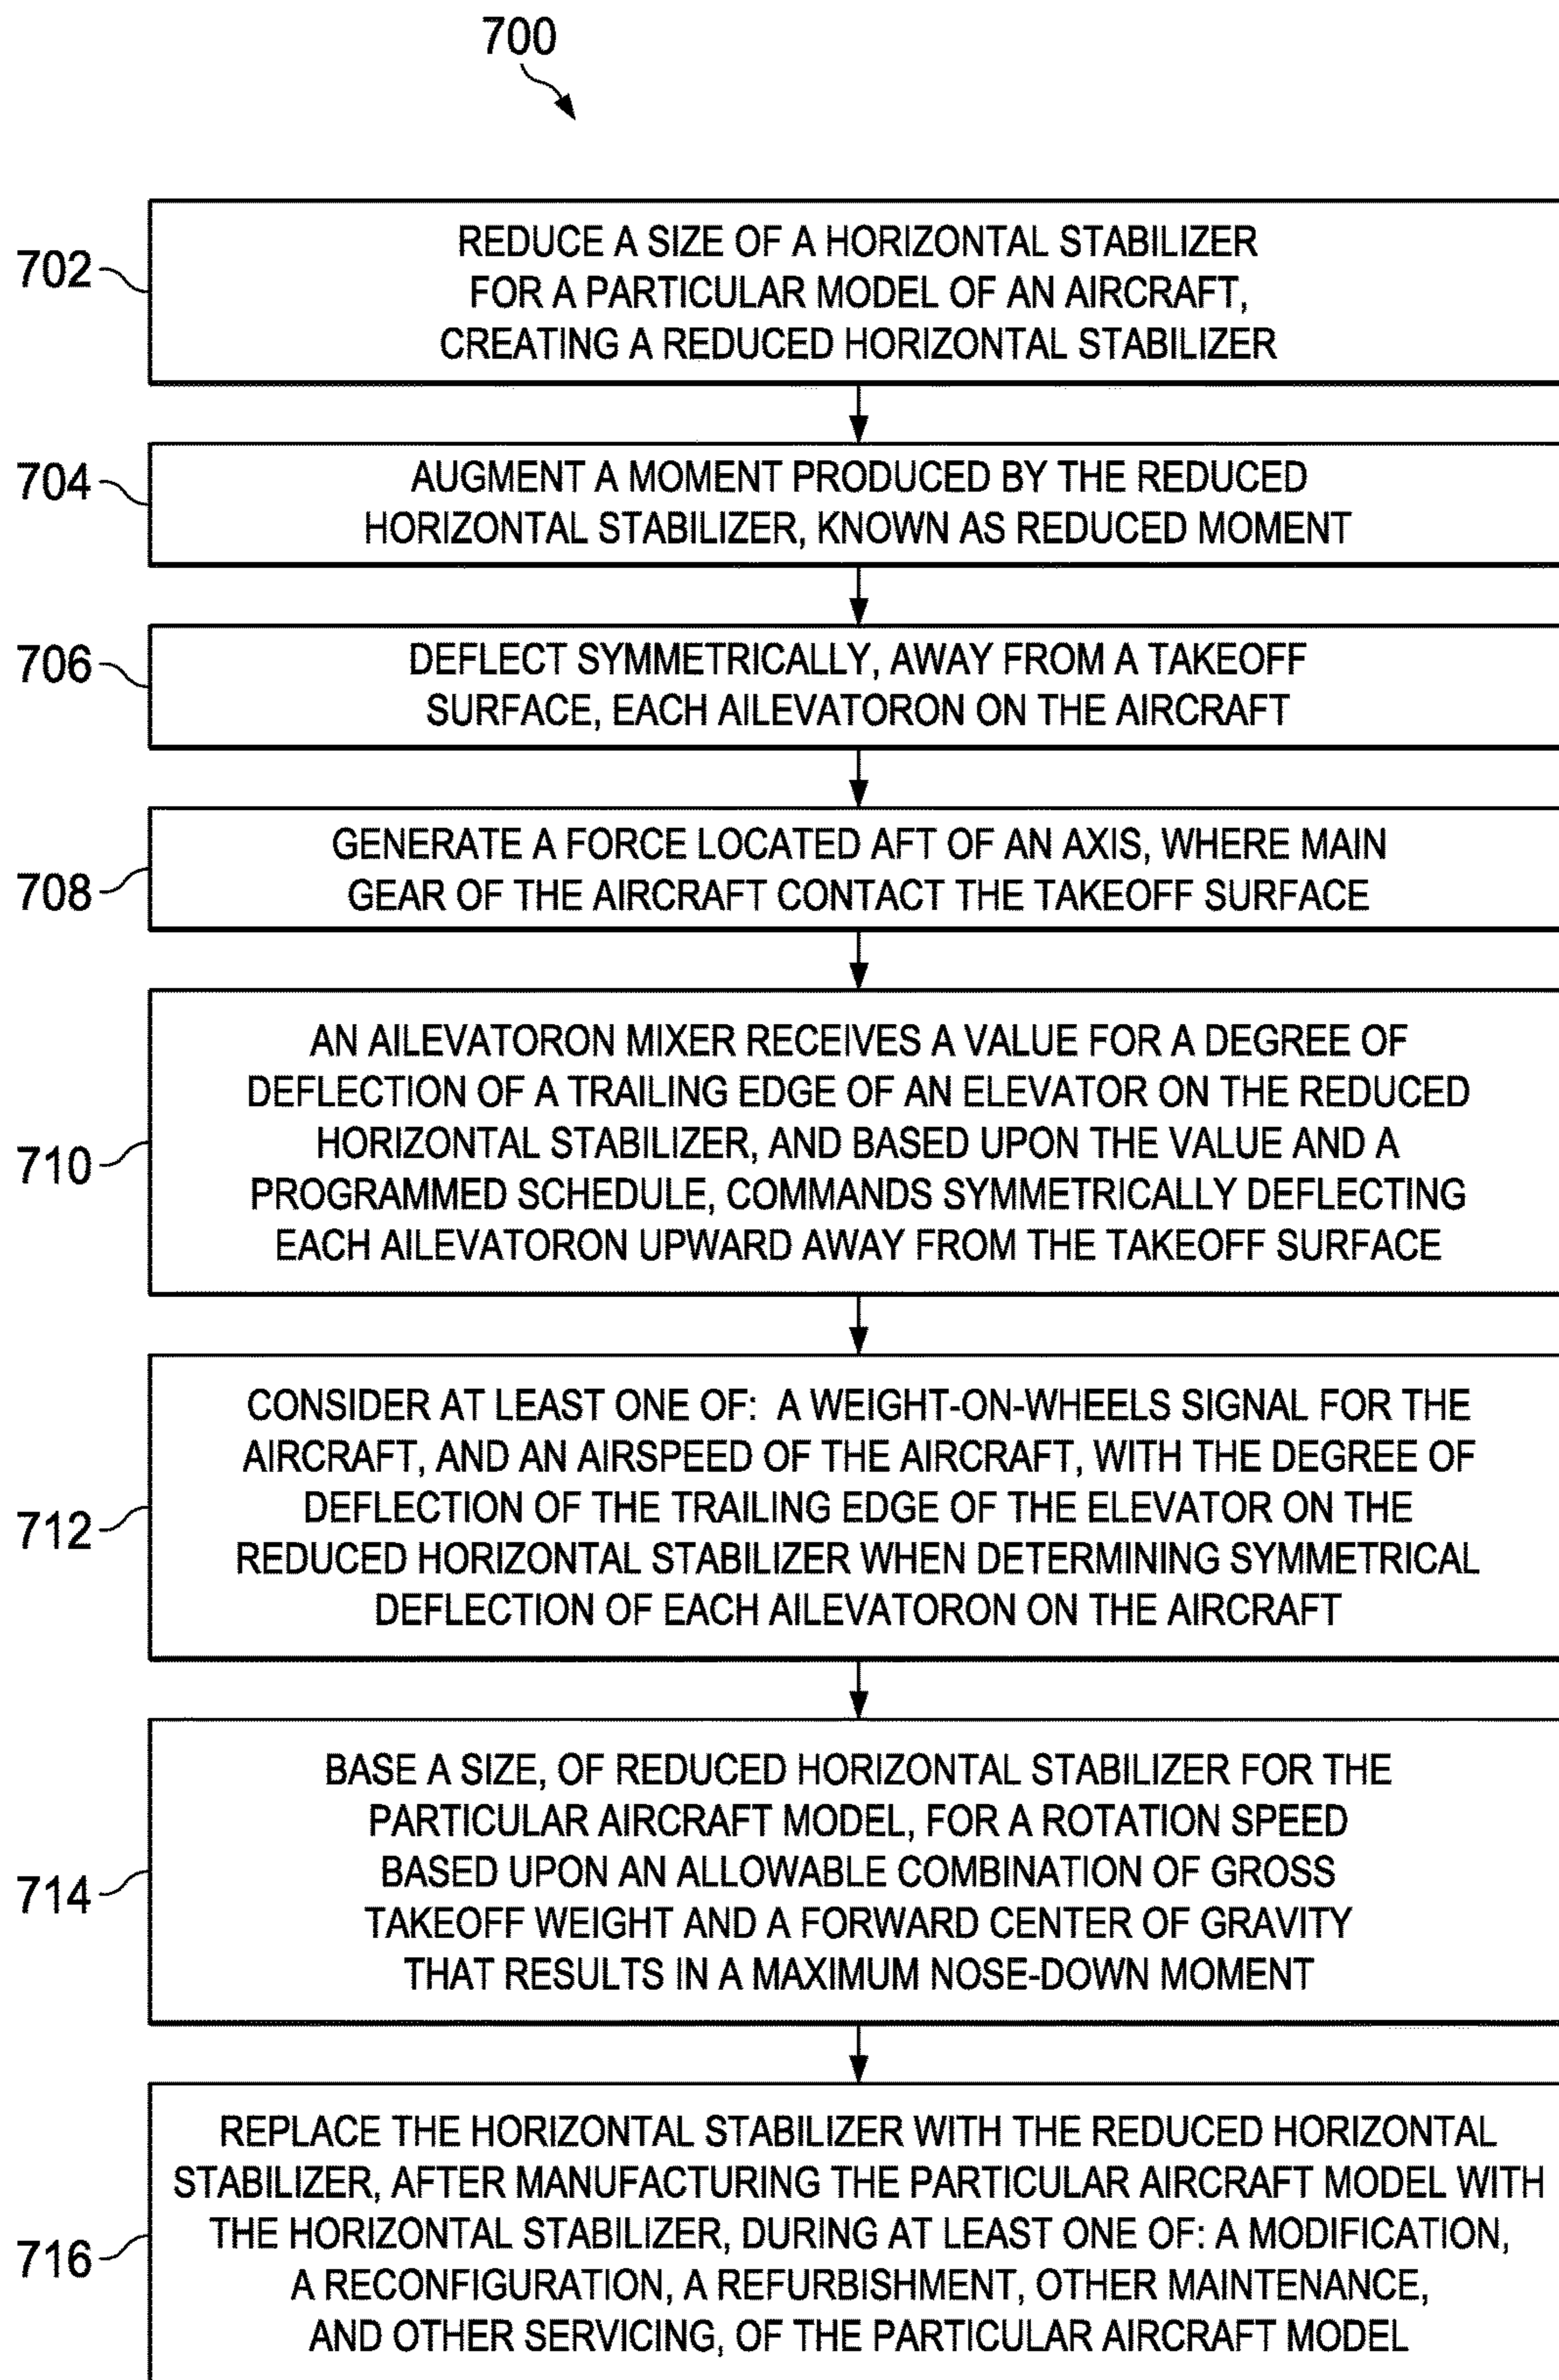 700
702
REDUCE A SIZE OF A HORIZONTAL STABILIZER
FOR A PARTICULAR MODEL OF AN AIRCRAFT,
CREATING A REDUCED HORIZONTAL STABILIZER
704
AUGMENT A MOMENT PRODUCED BY THE REDUCED
HORIZONTAL STABILIZER, KNOWN AS REDUCED MOMENT
706
DEFLECT SYMMETRICALLY, AWAY FROM A TAKEOFF
SURFACE, EACH AILEVATORON ON THE AIRCRAFT
708
GENERATE A FORCE LOCATED AFT OF AN AXIS, WHERE MAIN
GEAR OF THE AIRCRAFT CONTACT THE TAKEOFF SURFACE
710
AN AILEVATORON MIXER RECEIVES A VALUE FOR A DEGREE OF
DEFLECTION OF A TRAILING EDGE OF AN ELEVATOR ON THE REDUCED
HORIZONTAL STABILIZER, AND BASED UPON THE VALUE AND A
PROGRAMMED SCHEDULE, COMMANDS SYMMETRICALLY DEFLECTING
EACH AILEVATORON UPWARD AWAY FROM THE TAKEOFF SURFACE
712
CONSIDER AT LEAST ONE OF: A WEIGHT-ON-WHEELS SIGNAL FOR THE
AIRCRAFT, AND AN AIRSPEED OF THE AIRCRAFT, WITH THE DEGREE OF
DEFLECTION OF THE TRAILING EDGE OF THE ELEVATOR ON THE
REDUCED HORIZONTAL STABILIZER WHEN DETERMINING SYMMETRICAL
DEFLECTION OF EACH AILEVATORON ON THE AIRCRAFT
714
BASE A SIZE, OF REDUCED HORIZONTAL STABILIZER FOR THE
PARTICULAR AIRCRAFT MODEL, FOR A ROTATION SPEED
BASED UPON AN ALLOWABLE COMBINATION OF GROSS
TAKEOFF WEIGHT AND A FORWARD CENTER OF GRAVITY
THAT RESULTS IN A MAXIMUM NOSE-DOWN MOMENT
716
REPLACE THE HORIZONTAL STABILIZER WITH THE REDUCED HORIZONTAL
STABILIZER, AFTER MANUFACTURING THE PARTICULAR AIRCRAFT MODEL WITH
THE HORIZONTAL STABILIZER, DURING AT LEAST ONE OF: A MODIFICATION,
A RECONFIGURATION, A REFURBISHMENT, OTHER MAINTENANCE,
AND OTHER SERVICING, OF THE PARTICULAR AIRCRAFT MODEL